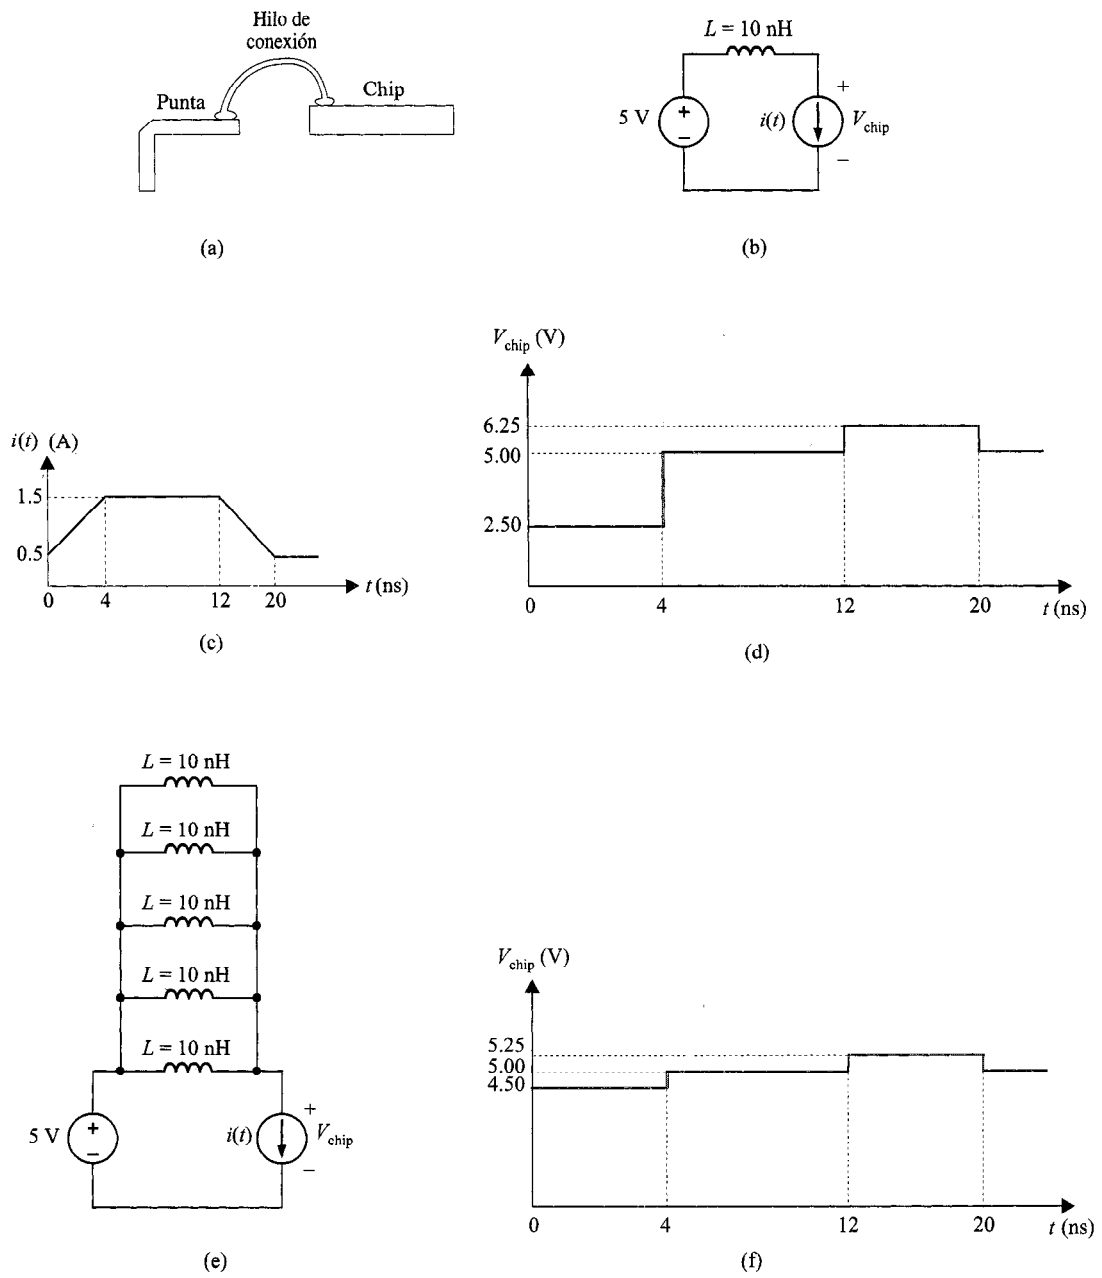 Hilo de
conexión
Punta
Chip
(a)
L = 10 nH
5 V
+
−
i(t)
+
V_chip
−
(b)
i(t) (A)
1.5
0.5
0
4
12
20
t (ns)
(c)
V_chip (V)
6.25
5.00
2.50
0
4
12
20
t (ns)
(d)
L = 10 nH
L = 10 nH
L = 10 nH
L = 10 nH
L = 10 nH
5 V
+
−
i(t)
+
V_chip
−
(e)
V_chip (V)
5.25
5.00
4.50
0
4
12
20
t (ns)
(f)